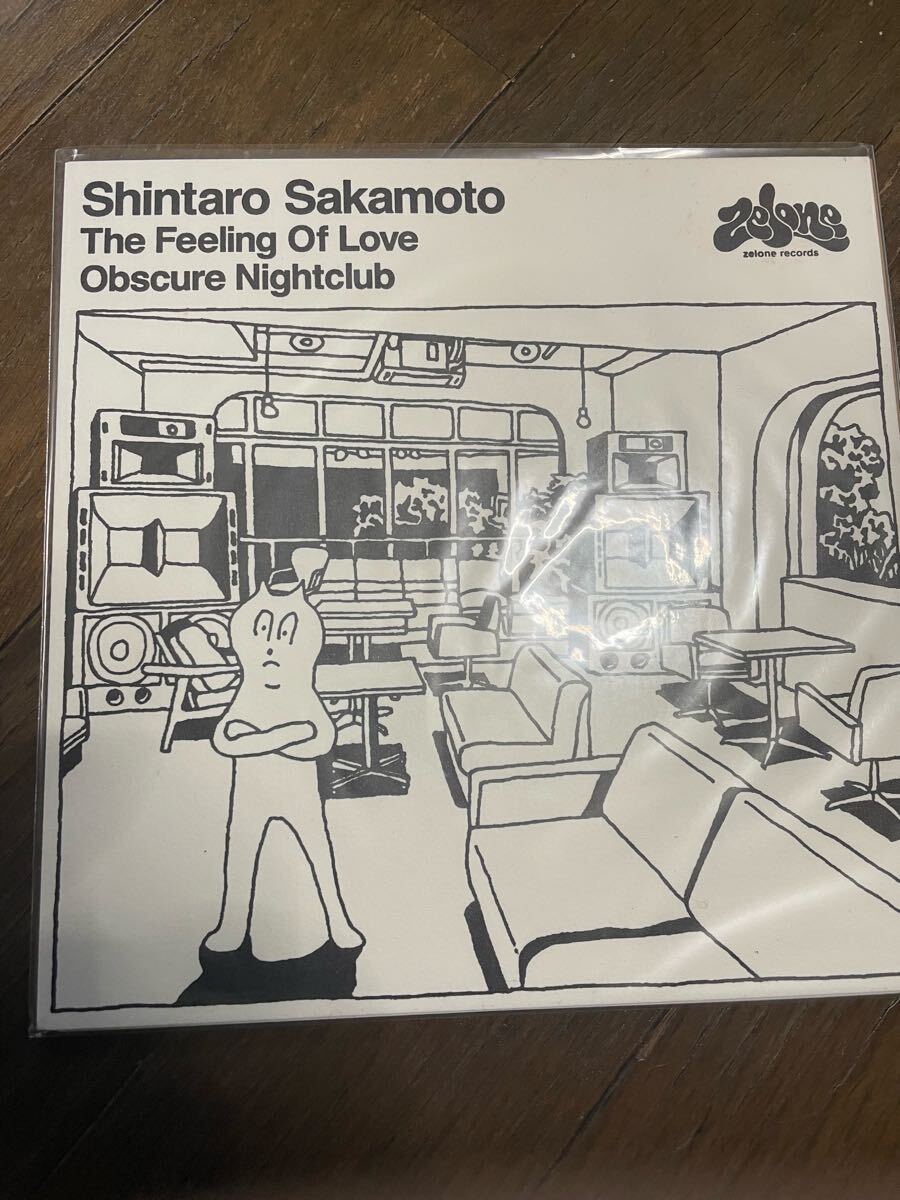 Shintaro Sakamoto
The Feeling Of Love
Obscure Nightclub
zelone
zelone records